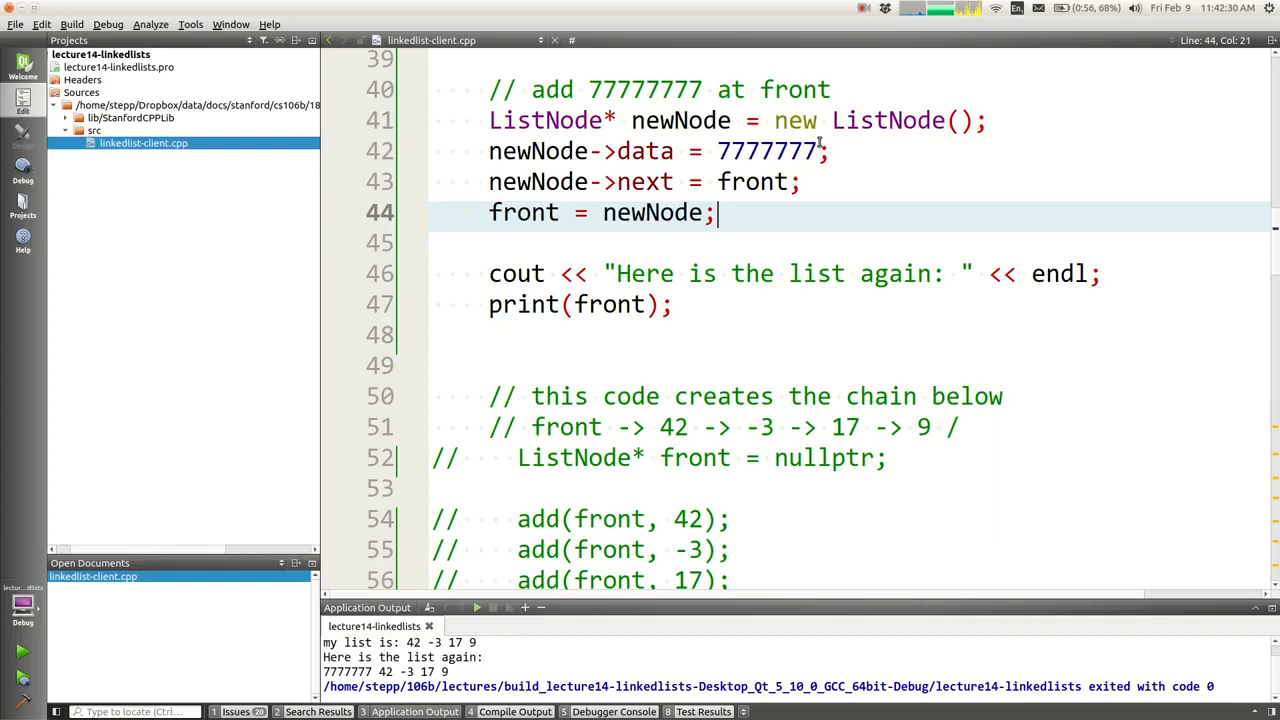 (0:56, 68%) Fri Feb 9 11:42:30 AM
File Edit Build Debug Analyze Tools Window Help
Projects
linkedlist-client.cpp # Line: 44, Col: 21
Welcome
Edit
Design
Debug
Projects
Help
lecture14-linkedlists
lecture14-linkedlists.pro
Headers
Sources
/home/stepp/Dropbox/data/docs/stanford/cs106b/18
lib/StanfordCPPLib
src
linkedlist-client.cpp
39
40 // add 77777777 at front
41 ListNode* newNode = new ListNode();
42 newNode->data = 7777777;
43 newNode->next = front;
44 front = newNode;
45
46 cout << "Here is the list again: " << endl;
47 print(front);
48
49
50 // this code creates the chain below
51 // front -> 42 -> -3 -> 17 -> 9 /
52 // ListNode* front = nullptr;
53
54 // add(front, 42);
55 // add(front, -3);
56 // add(front, 17);
Open Documents
linkedlist-client.cpp
lectur...dlists
Debug
Application Output
lecture14-linkedlists
my list is: 42 -3 17 9
Here is the list again:
7777777 42 -3 17 9
/home/stepp/106b/lectures/build_lecture14-linkedlists-Desktop_Qt_5_10_0_GCC_64bit-Debug/lecture14-linkedlists exited with code 0
Type to locate (Ctrl+... 1 Issues 20 2 Search Results 3 Application Output 4 Compile Output 5 Debugger Console 8 Test Results